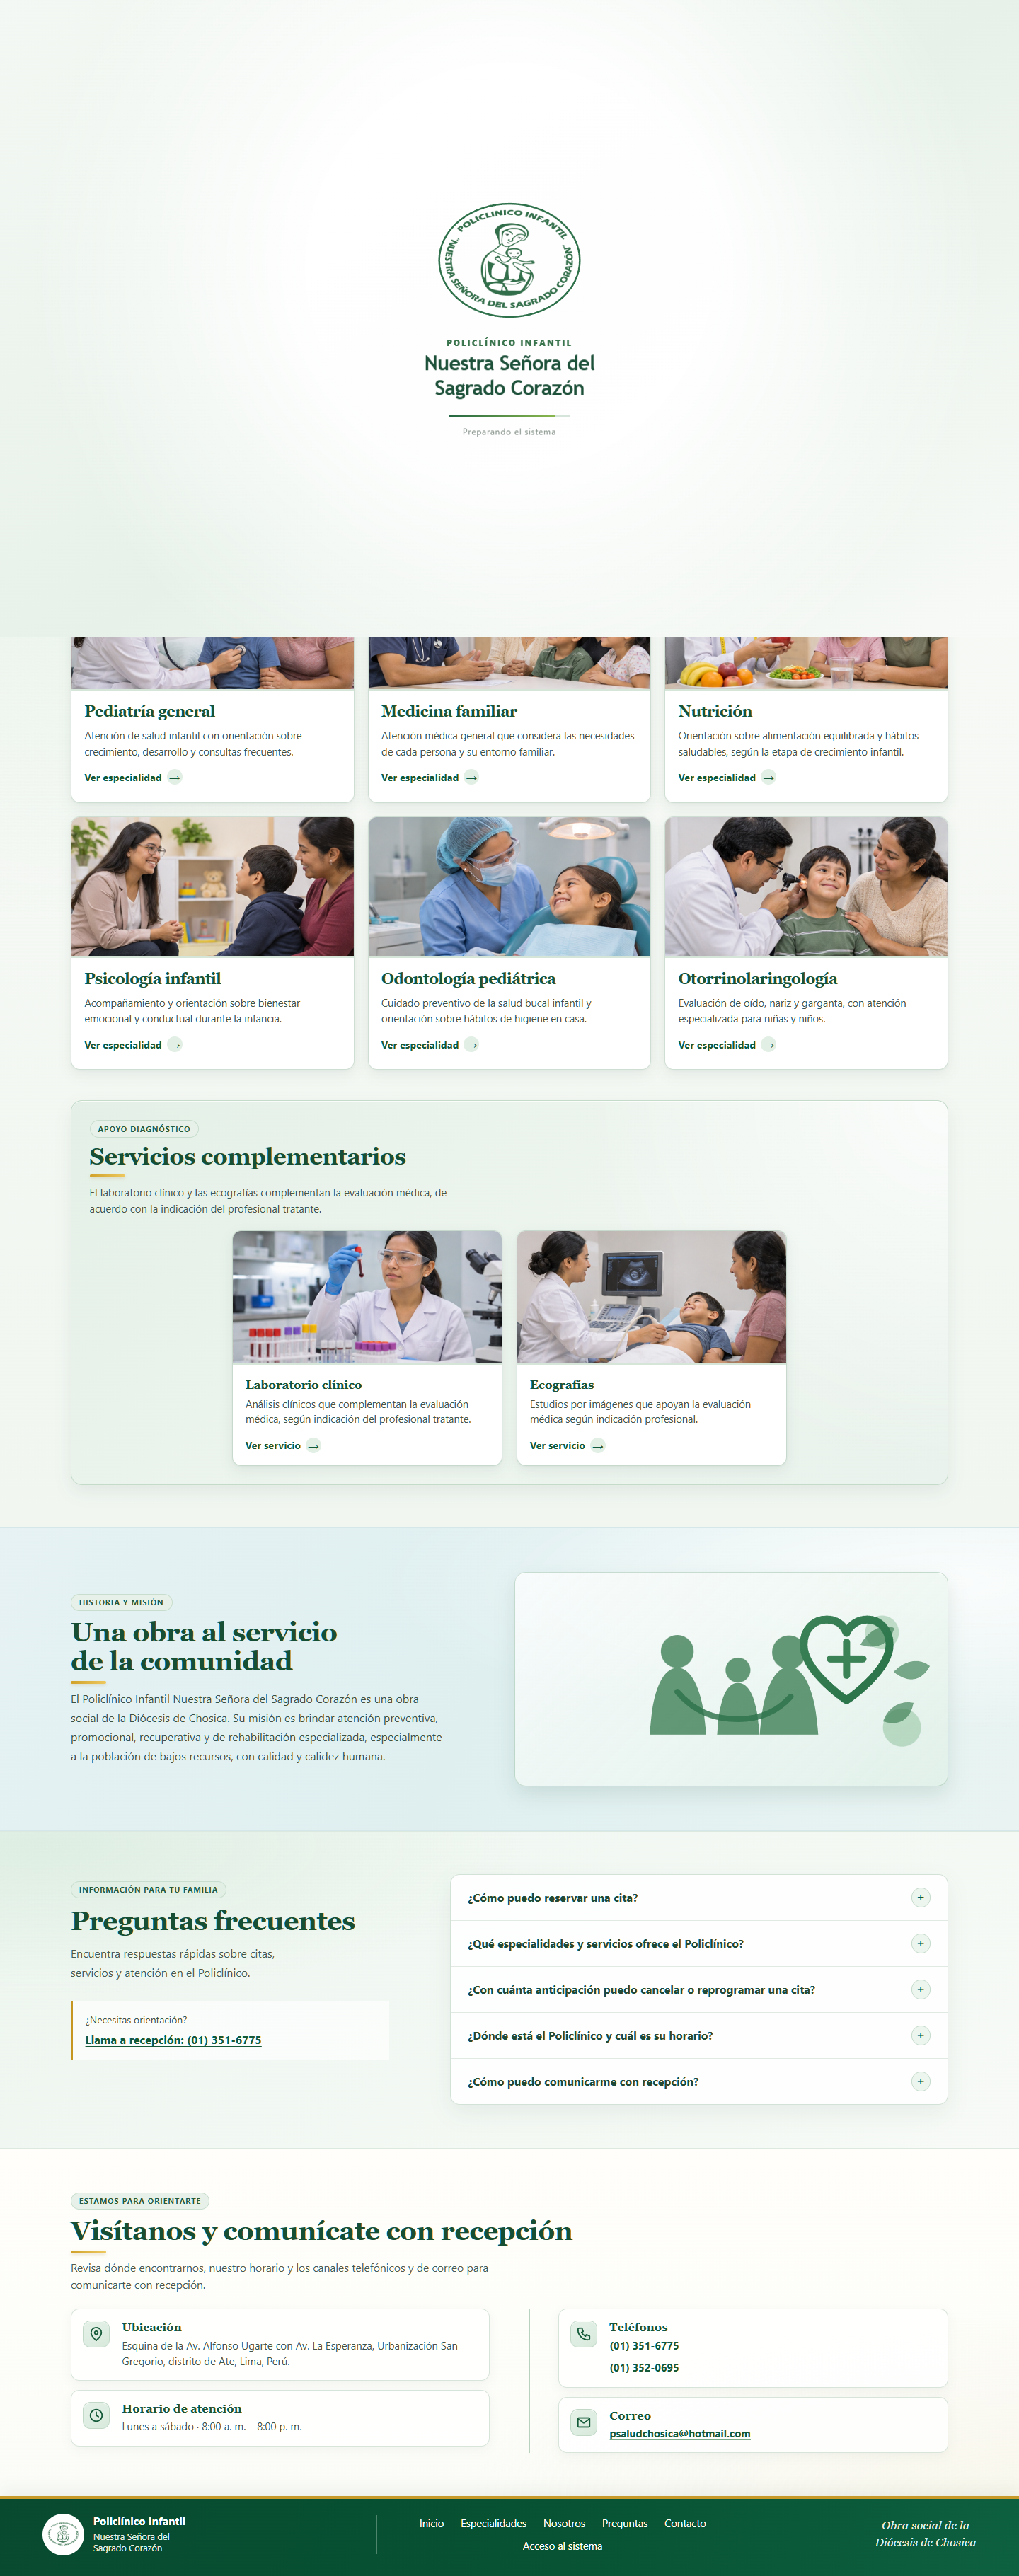 POLICLINICO INFANTIL
"NUESTRA SEÑORA DEL SAGRADO CORAZÓN"
POLICLÍNICO INFANTIL
Nuestra Señora del
Sagrado Corazón
Preparando el sistema
Pediatría general
Atención de salud infantil con orientación sobre
crecimiento, desarrollo y consultas frecuentes.
Ver especialidad →
Medicina familiar
Atención médica general que considera las necesidades
de cada persona y su entorno familiar.
Ver especialidad →
Nutrición
Orientación sobre alimentación equilibrada y hábitos
saludables, según la etapa de crecimiento infantil.
Ver especialidad →
Psicología infantil
Acompañamiento y orientación sobre bienestar
emocional y conductual durante la infancia.
Ver especialidad →
Odontología pediátrica
Cuidado preventivo de la salud bucal infantil y
orientación sobre hábitos de higiene en casa.
Ver especialidad →
Otorrinolaringología
Evaluación de oído, nariz y garganta, con atención
especializada para niñas y niños.
Ver especialidad →
APOYO DIAGNÓSTICO
Servicios complementarios
El laboratorio clínico y las ecografías complementan la evaluación médica, de
acuerdo con la indicación del profesional tratante.
Laboratorio clínico
Análisis clínicos que complementan la evaluación
médica, según indicación del profesional tratante.
Ver servicio →
Ecografías
Estudios por imágenes que apoyan la evaluación
médica según indicación profesional.
Ver servicio →
HISTORIA Y MISIÓN
Una obra al servicio
de la comunidad
El Policlínico Infantil Nuestra Señora del Sagrado Corazón es una obra
social de la Diócesis de Chosica. Su misión es brindar atención preventiva,
promocional, recuperativa y de rehabilitación especializada, especialmente
a la población de bajos recursos, con calidad y calidez humana.
INFORMACIÓN PARA TU FAMILIA
Preguntas frecuentes
Encuentra respuestas rápidas sobre citas,
servicios y atención en el Policlínico.
¿Necesitas orientación?
Llama a recepción: (01) 351-6775
¿Cómo puedo reservar una cita? +
¿Qué especialidades y servicios ofrece el Policlínico? +
¿Con cuánta anticipación puedo cancelar o reprogramar una cita? +
¿Dónde está el Policlínico y cuál es su horario? +
¿Cómo puedo comunicarme con recepción? +
ESTAMOS PARA ORIENTARTE
Visítanos y comunícate con recepción
Revisa dónde encontrarnos, nuestro horario y los canales telefónicos y de correo para
comunicarte con recepción.
Ubicación
Esquina de la Av. Alfonso Ugarte con Av. La Esperanza, Urbanización San
Gregorio, distrito de Ate, Lima, Perú.
Horario de atención
Lunes a sábado · 8:00 a. m. – 8:00 p. m.
Teléfonos
(01) 351-6775
(01) 352-0695
Correo
psaludchosica@hotmail.com
Policlínico Infantil
Nuestra Señora del
Sagrado Corazón
Inicio Especialidades Nosotros Preguntas Contacto
Acceso al sistema
Obra social de la
Diócesis de Chosica